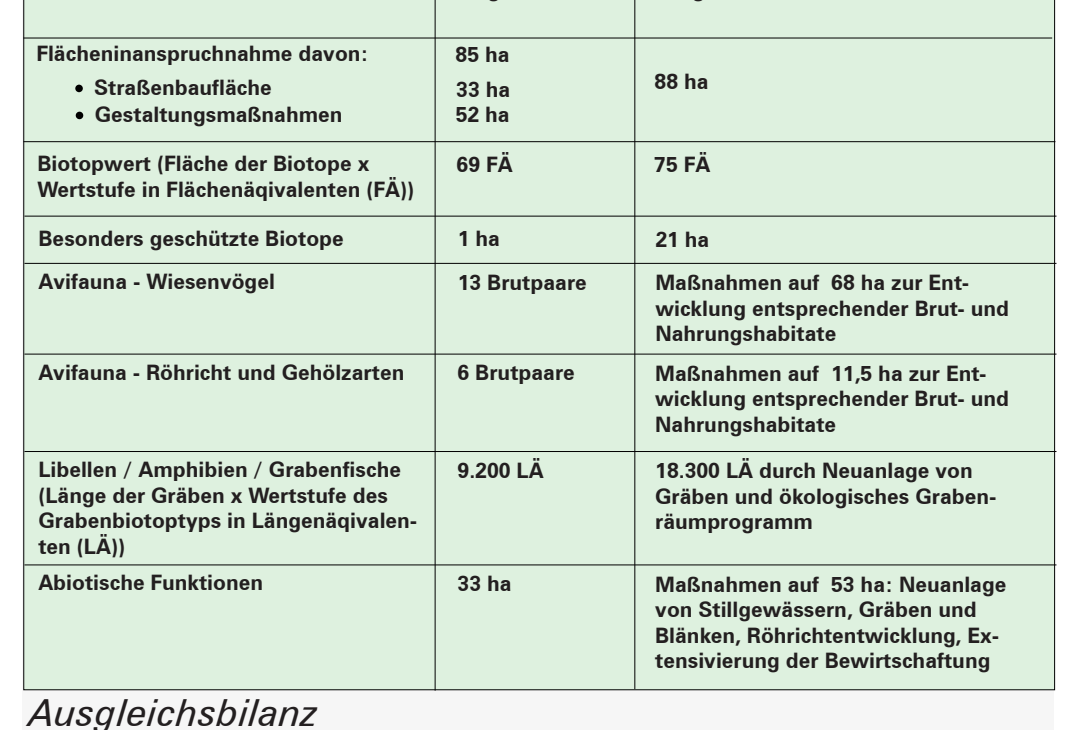 Flächeninanspruchnahme davon: 85 ha
• Straßenbaufläche 33 ha 88 ha
• Gestaltungsmaßnahmen 52 ha
Biotopwert (Fläche der Biotope x 69 FÄ 75 FÄ
Wertstufe in Flächenäqivalenten (FÄ))
Besonders geschützte Biotope 1 ha 21 ha
Avifauna - Wiesenvögel 13 Brutpaare Maßnahmen auf 68 ha zur Ent-
wicklung entsprechender Brut- und
Nahrungshabitate
Avifauna - Röhricht und Gehölzarten 6 Brutpaare Maßnahmen auf 11,5 ha zur Ent-
wicklung entsprechender Brut- und
Nahrungshabitate
Libellen / Amphibien / Grabenfische 9.200 LÄ 18.300 LÄ durch Neuanlage von
(Länge der Gräben x Wertstufe des Gräben und ökologisches Graben-
Grabenbiotoptyps in Längenäqivalen- räumprogramm
ten (LÄ))
Abiotische Funktionen 33 ha Maßnahmen auf 53 ha: Neuanlage
von Stillgewässern, Gräben und
Blänken, Röhrichtentwicklung, Ex-
tensivierung der Bewirtschaftung
Ausgleichsbilanz